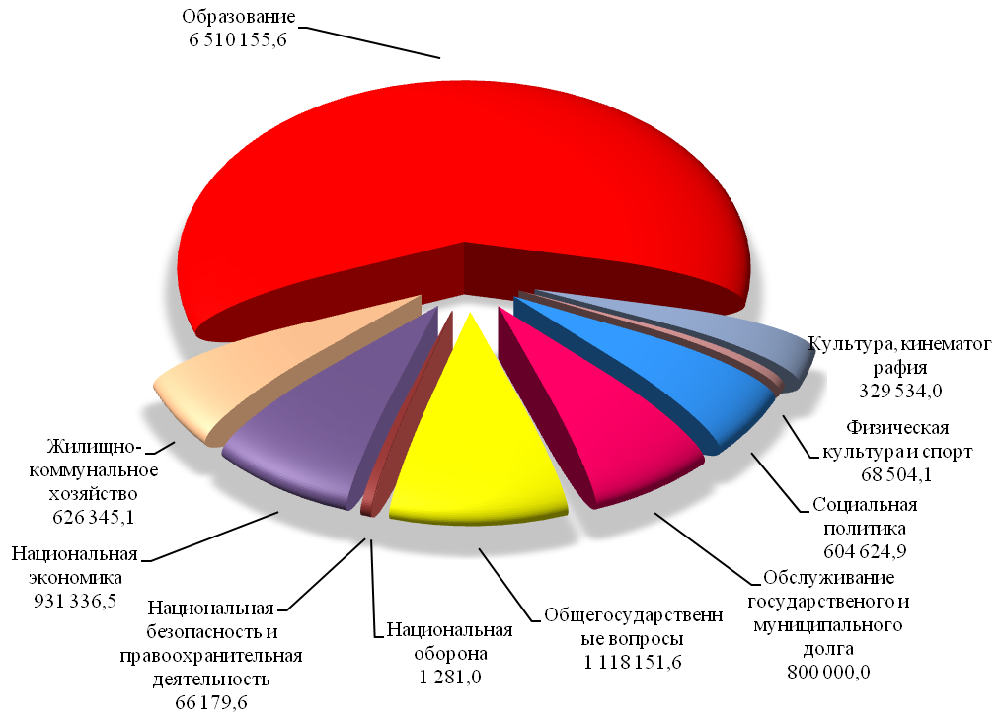 Образование
6 510 155,6
Культура, кинематог
рафия
329 534,0
Физическая
культура и спорт
68 504,1
Социальная
политика
604 624,9
Обслуживание
государственого и
муниципального
долга
800 000,0
Общегосударственн
ые вопросы
1 118 151,6
Национальная
оборона
1 281,0
Национальная
безопасность и
правоохранительная
деятельность
66 179,6
Национальная
экономика
931 336,5
Жилищно-
коммунальное
хозяйство
626 345,1